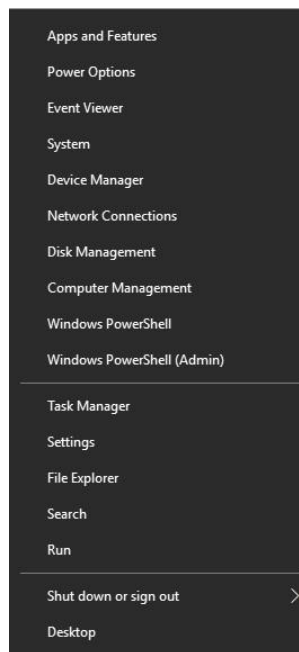 Apps and Features
Power Options
Event Viewer
System
Device Manager
Network Connections
Disk Management
Computer Management
Windows PowerShell
Windows PowerShell (Admin)
Task Manager
Settings
File Explorer
Search
Run
Shut down or sign out
Desktop